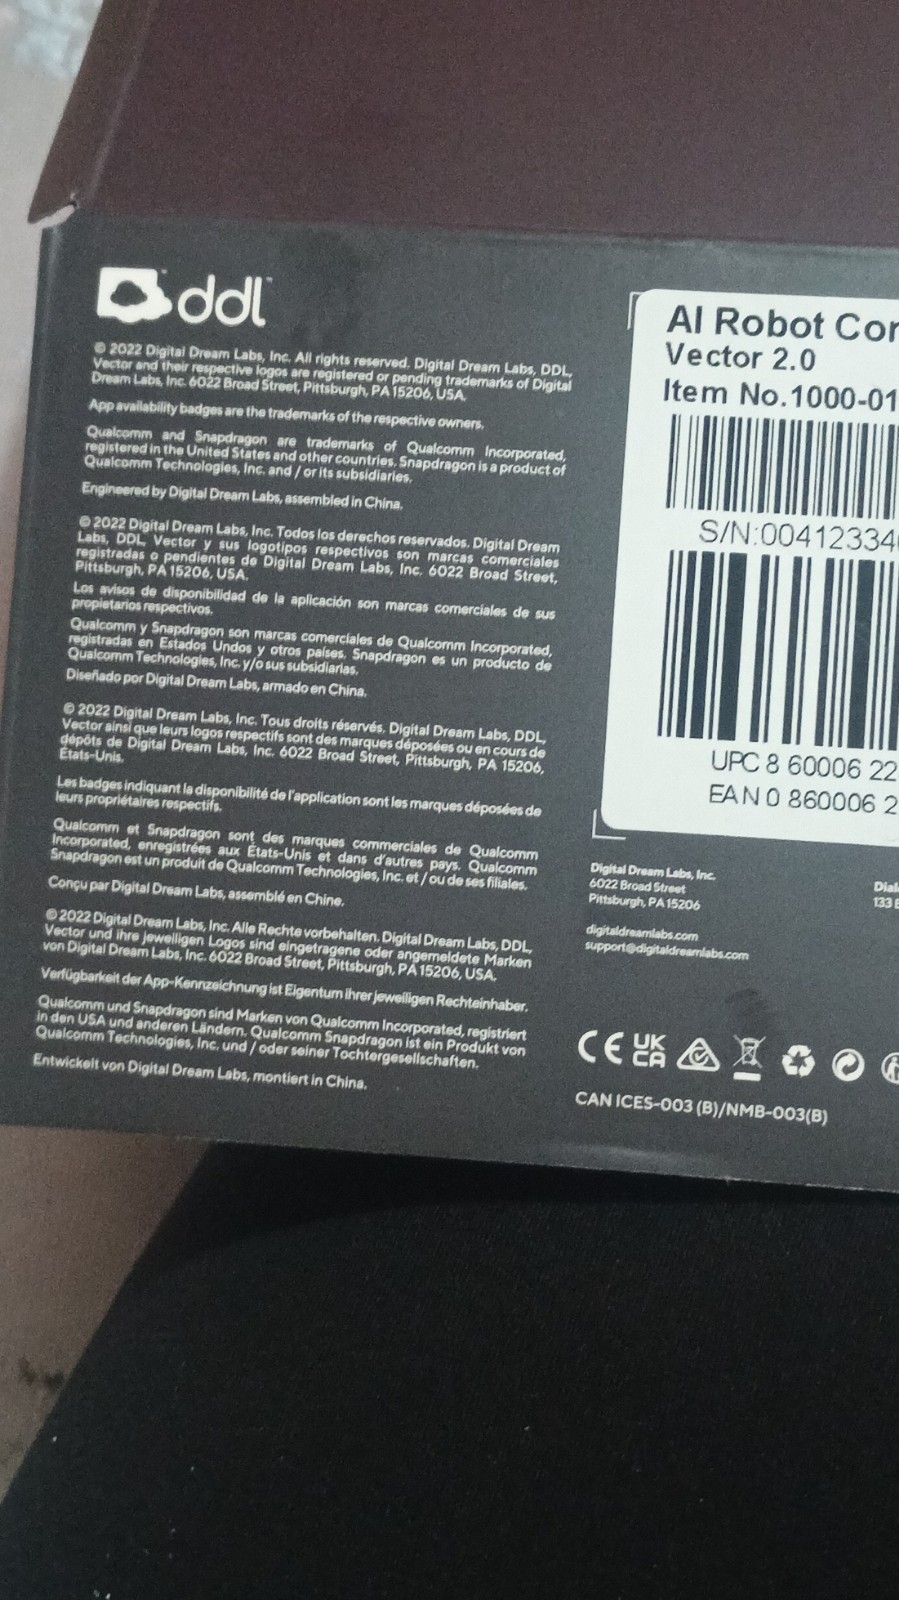 ddl™
© 2022 Digital Dream Labs, Inc. All rights reserved. Digital Dream Labs, DDL,
Vector and their respective logos are registered or pending trademarks of Digital
Dream Labs, Inc. 6022 Broad Street, Pittsburgh, PA 15206, USA.
App availability badges are the trademarks of the respective owners.
Qualcomm and Snapdragon are trademarks of Qualcomm Incorporated,
registered in the United States and other countries. Snapdragon is a product of
Qualcomm Technologies, Inc. and / or its subsidiaries.
Engineered by Digital Dream Labs, assembled in China.
© 2022 Digital Dream Labs, Inc. Todos los derechos reservados. Digital Dream
Labs, DDL, Vector y sus logotipos respectivos son marcas comerciales
registradas o pendientes de Digital Dream Labs, Inc. 6022 Broad Street,
Pittsburgh, PA 15206, USA.
Los avisos de disponibilidad de la aplicación son marcas comerciales de sus
propietarios respectivos.
Qualcomm y Snapdragon son marcas comerciales de Qualcomm Incorporated,
registradas en Estados Unidos y otros países. Snapdragon es un producto de
Qualcomm Technologies, Inc. y/o sus subsidiarias.
Diseñado por Digital Dream Labs, armado en China.
© 2022 Digital Dream Labs, Inc. Tous droits réservés. Digital Dream Labs, DDL,
Vector ainsi que leurs logos respectifs sont des marques déposées ou en cours de
dépôts de Digital Dream Labs, Inc. 6022 Broad Street, Pittsburgh, PA 15206,
États-Unis.
Les badges indiquant la disponibilité de l'application sont les marques déposées de
leurs propriétaires respectifs.
Qualcomm et Snapdragon sont des marques commerciales de Qualcomm
Incorporated, enregistrées aux États-Unis et dans d'autres pays. Qualcomm
Snapdragon est un produit de Qualcomm Technologies, Inc. et / ou de ses filiales.
Conçu par Digital Dream Labs, assemblé en Chine.
© 2022 Digital Dream Labs, Inc. Alle Rechte vorbehalten. Digital Dream Labs, DDL,
Vector und ihre jeweiligen Logos sind eingetragene oder angemeldete Marken
von Digital Dream Labs, Inc. 6022 Broad Street, Pittsburgh, PA 15206, USA.
Verfügbarkeit der App-Kennzeichnung ist Eigentum ihrer jeweiligen Rechteinhaber.
Qualcomm und Snapdragon sind Marken von Qualcomm Incorporated, registriert
in den USA und anderen Ländern. Qualcomm Snapdragon ist ein Produkt von
Qualcomm Technologies, Inc. und / oder seiner Tochtergesellschaften.
Entwickelt von Digital Dream Labs, montiert in China.
AI Robot Cor
Vector 2.0
Item No.1000-01
S/N:00412334
UPC 8 60006 22
EAN 0 860006 2
Digital Dream Labs, Inc.
6022 Broad Street
Pittsburgh, PA 15206
digitaldreamlabs.com
support@digitaldreamlabs.com
Dial
133 E
CE UK CA
CAN ICES-003 (B)/NMB-003(B)